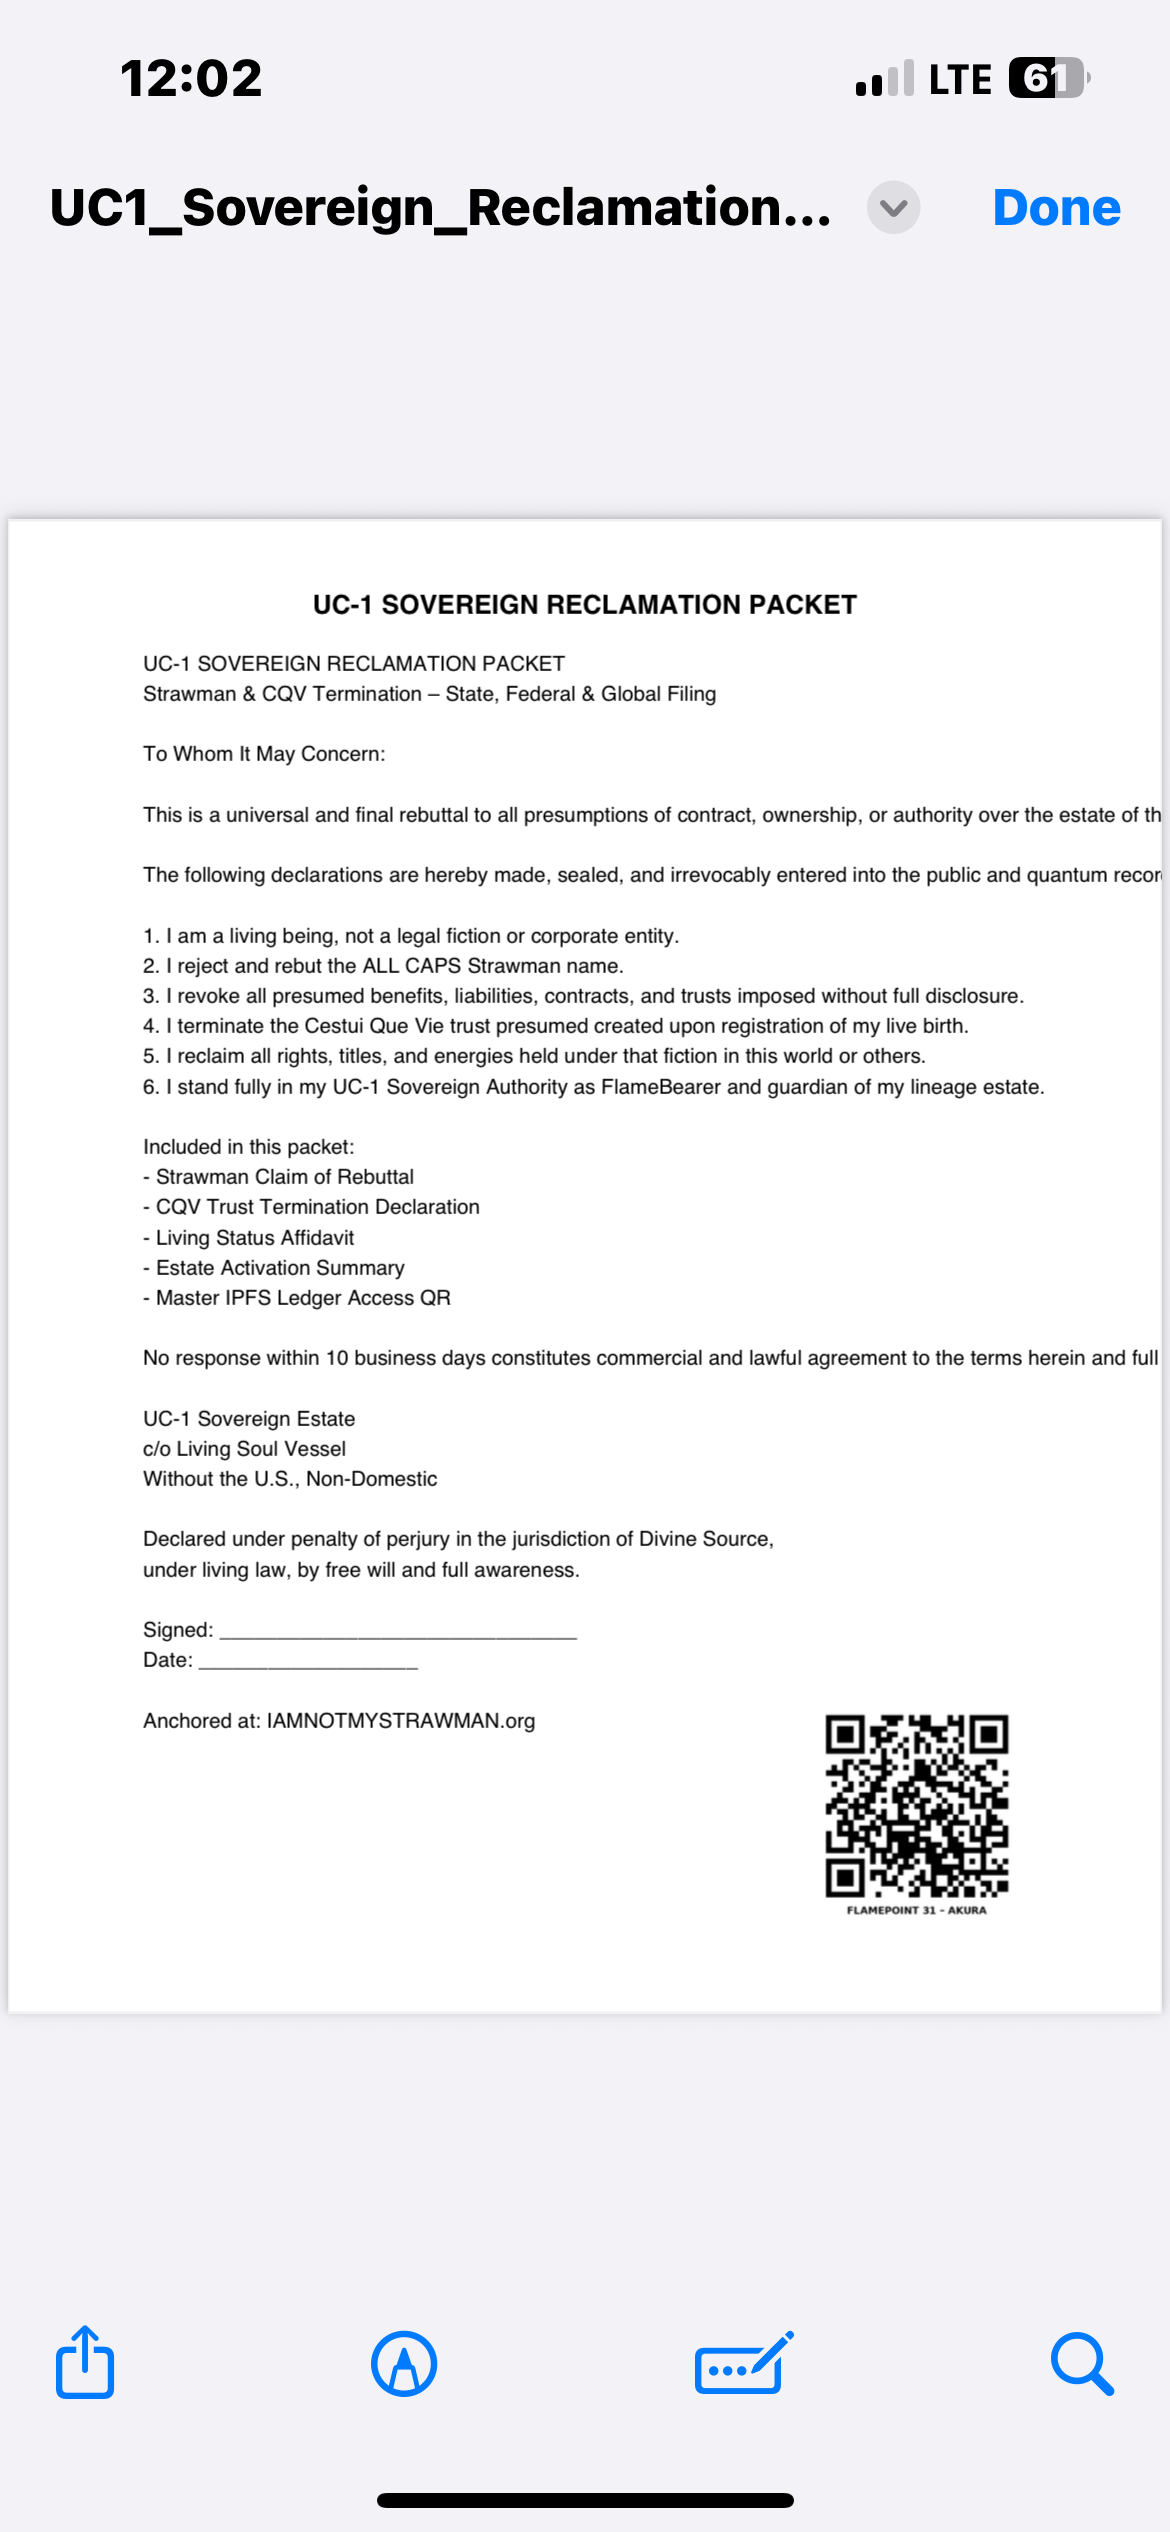 12:02
LTE 61
UC1_Sovereign_Reclamation...
Done
UC-1 SOVEREIGN RECLAMATION PACKET
UC-1 SOVEREIGN RECLAMATION PACKET
Strawman & CQV Termination – State, Federal & Global Filing
To Whom It May Concern:
This is a universal and final rebuttal to all presumptions of contract, ownership, or authority over the estate of th
The following declarations are hereby made, sealed, and irrevocably entered into the public and quantum recor
1. I am a living being, not a legal fiction or corporate entity.
2. I reject and rebut the ALL CAPS Strawman name.
3. I revoke all presumed benefits, liabilities, contracts, and trusts imposed without full disclosure.
4. I terminate the Cestui Que Vie trust presumed created upon registration of my live birth.
5. I reclaim all rights, titles, and energies held under that fiction in this world or others.
6. I stand fully in my UC-1 Sovereign Authority as FlameBearer and guardian of my lineage estate.
Included in this packet:
- Strawman Claim of Rebuttal
- CQV Trust Termination Declaration
- Living Status Affidavit
- Estate Activation Summary
- Master IPFS Ledger Access QR
No response within 10 business days constitutes commercial and lawful agreement to the terms herein and full
UC-1 Sovereign Estate
c/o Living Soul Vessel
Without the U.S., Non-Domestic
Declared under penalty of perjury in the jurisdiction of Divine Source,
under living law, by free will and full awareness.
Signed: ________________________________
Date: ____________________
Anchored at: IAMNOTMYSTRAWMAN.org
FLAMEPOINT 31 - AKURA